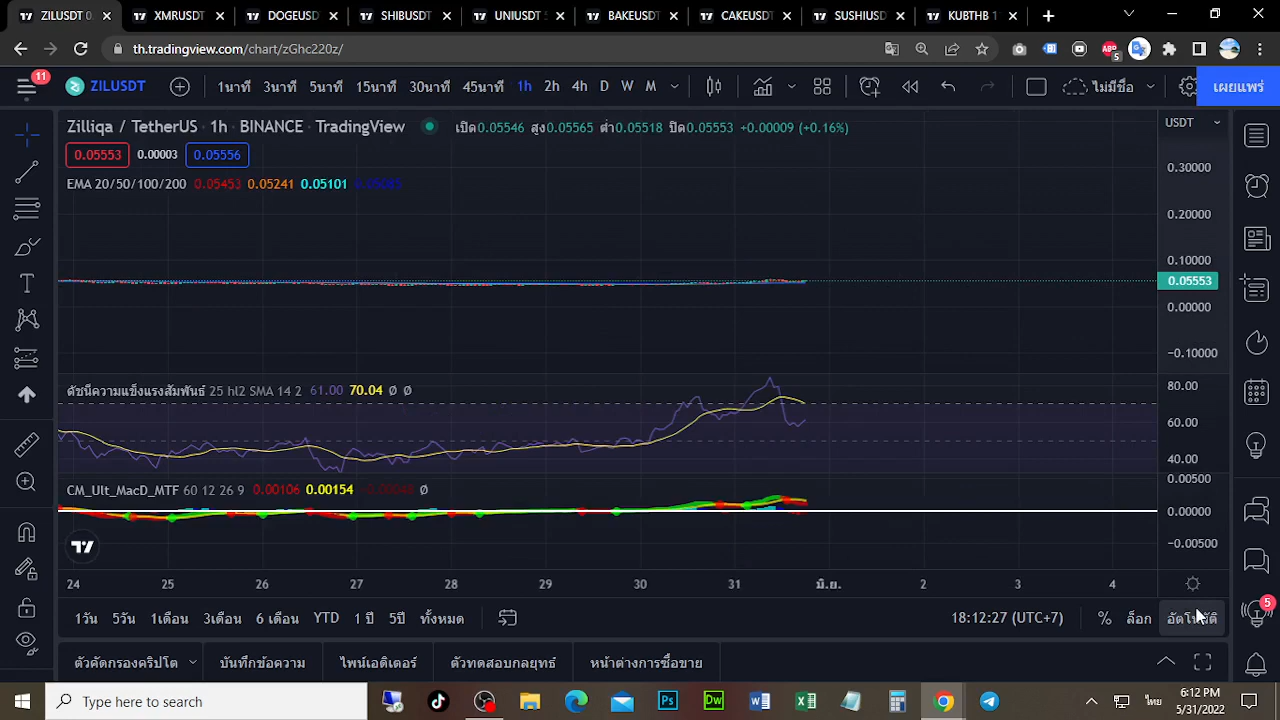 ZILUSDT
XMRUSDT
DOGEUSDT
SHIBUSDT
UNIUSDT
BAKEUSDT
CAKEUSDT
SUSHIUSDT
KUBTHB 1
th.tradingview.com/chart/zGhc220z/
5
11
ZILUSDT
1นาที 3นาที 5นาที 15นาที 30นาที 45นาที 1h 2h 4h D W M
ไม่มีชื่อ
เผยแพร่
Zilliqa / TetherUS · 1h · BINANCE · TradingView
เปิด0.05546 สูง0.05565 ต่ำ0.05518 ปิด0.05553 +0.00009 (+0.16%)
USDT
0.05553 0.00003 0.05556
EMA 20/50/100/200 0.05453 0.05241 0.05101 0.05085
0.30000
0.20000
0.10000
0.05553
0.00000
−0.10000
ดัชนีความแข็งแรงสัมพันธ์ 25 hl2 SMA 14 2 61.00 70.04 Ø Ø
80.00
60.00
40.00
CM_Ult_MacD_MTF 60 12 26 9 0.00106 0.00154 −0.00048 Ø
0.00500
0.00000
−0.00500
24 25 26 27 28 29 30 31 มิ.ย. 2 3 4
1วัน 5วัน 1เดือน 3เดือน 6 เดือน YTD 1 ปี 5ปี ทั้งหมด
18:12:27 (UTC+7)
% ล็อก อัตโนมัติ
5
ตัวคัดกรองคริปโต บันทึกข้อความ ไพน์เอดิเตอร์ ตัวทดสอบกลยุทธ์ หน้าต่างการซื้อขาย
Type here to search
Ps
Dw
6:12 PM
5/31/2022